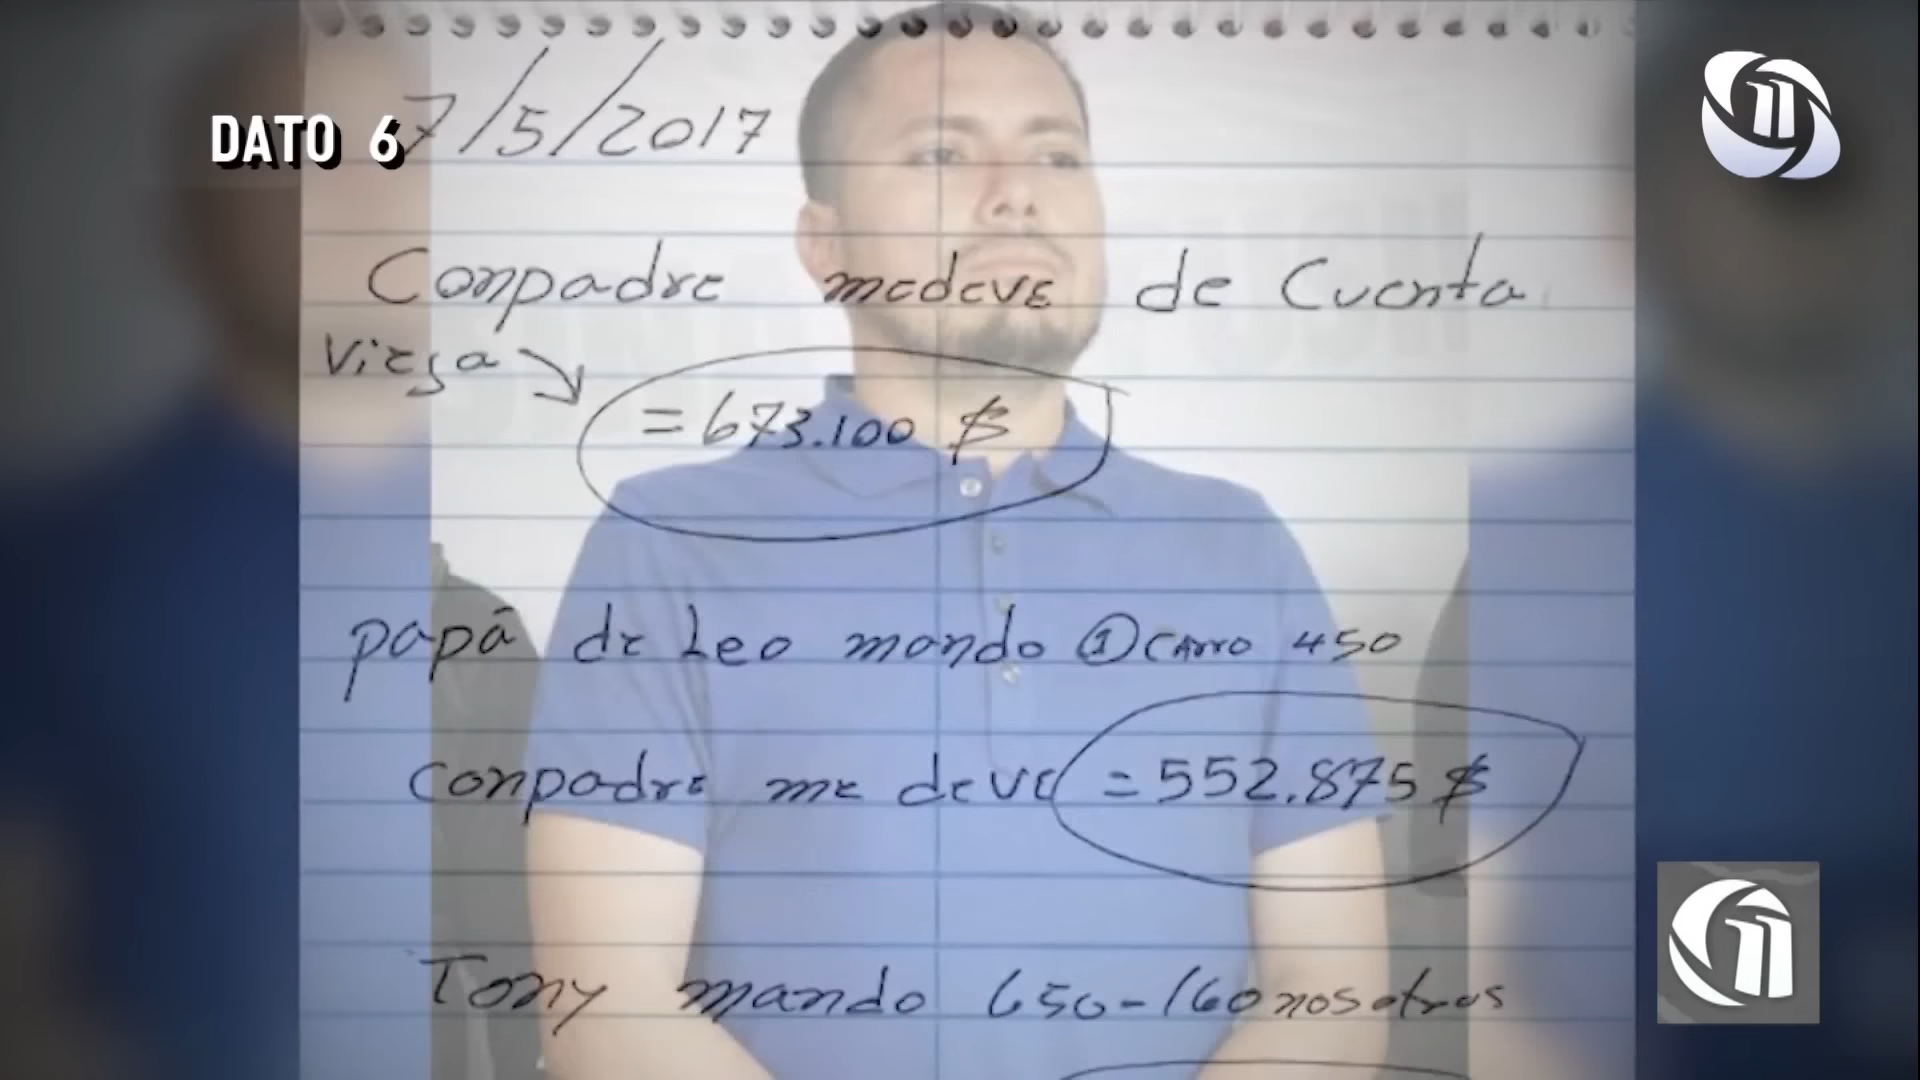 DATO 6
7/5/2017
Conpadre medeve de Cuenta
Vieja
=673.100 $
papá de Leo mando ① carro 450
conpadre me deve =552.875 $
Tony mando 650-160 nosotros